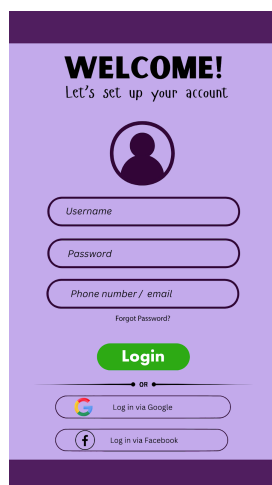 WELCOME!
Let's set up your account
Username
Password
Phone number / email
Forgot Password?
Login
OR
Log in via Google
Log in via Facebook